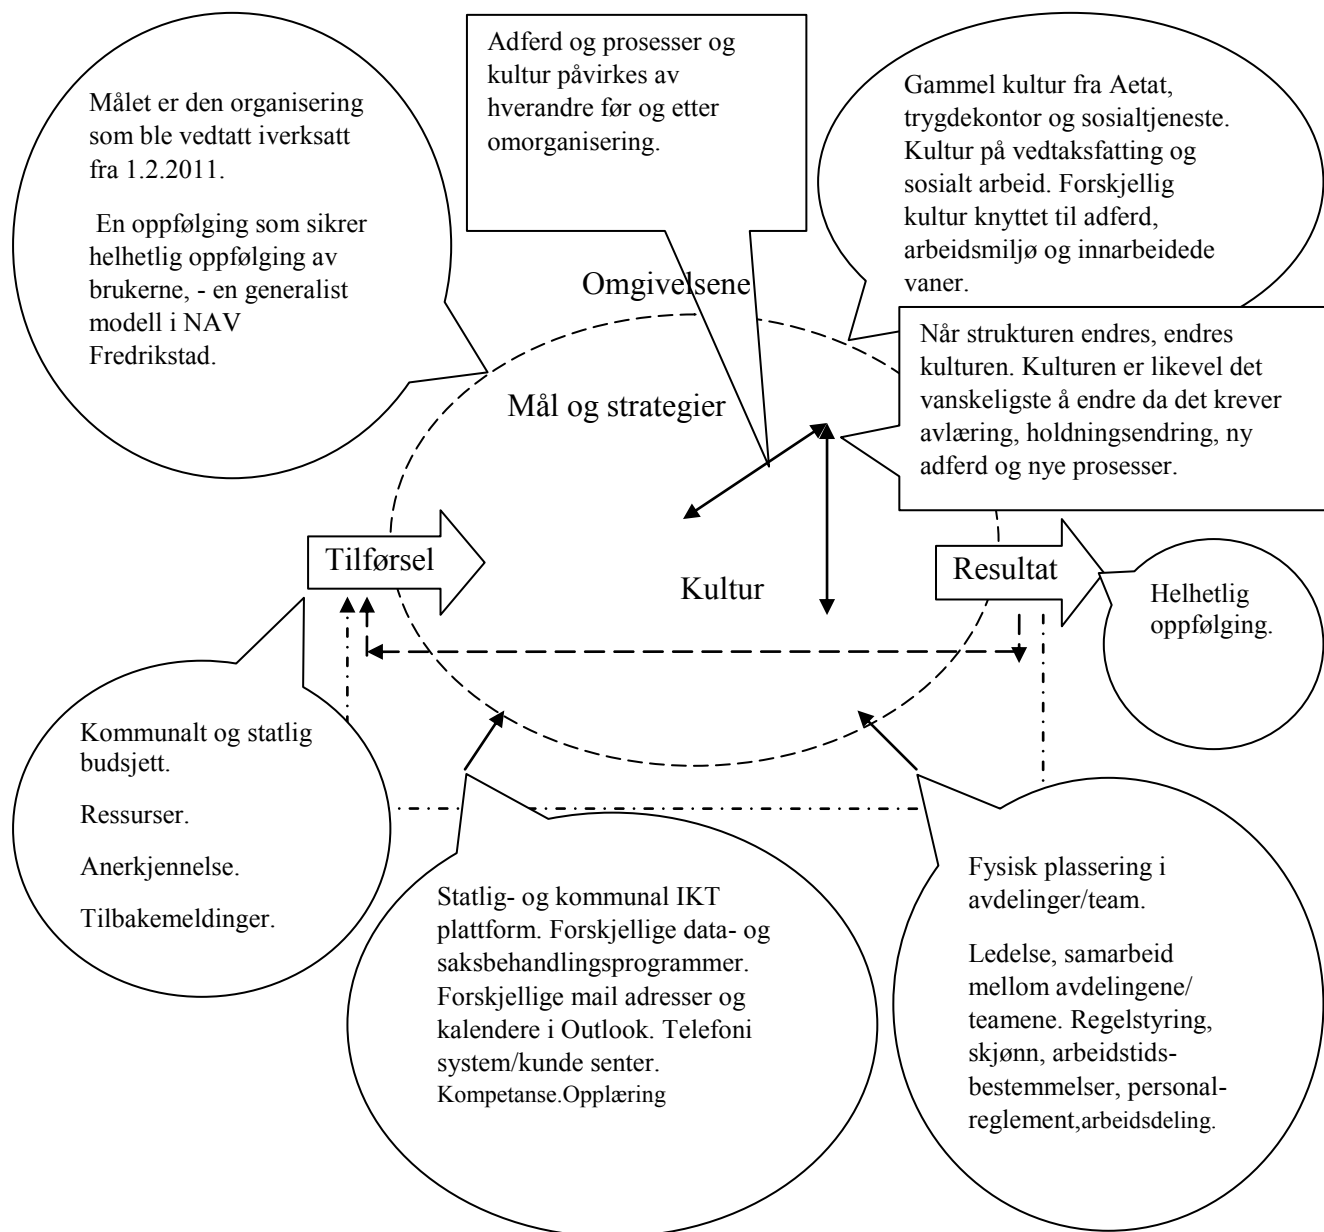 Målet er den organisering
som ble vedtatt iverksatt
fra 1.2.2011.
En oppfølging som sikrer
helhetlig oppfølging av
brukerne, - en generalist
modell i NAV
Fredrikstad.
Adferd og prosesser og
kultur påvirkes av
hverandre før og etter
omorganisering.
Gammel kultur fra Aetat,
trygdekontor og sosialtjeneste.
Kultur på vedtaksfatting og
sosialt arbeid. Forskjellig
kultur knyttet til adferd,
arbeidsmiljø og innarbeidede
vaner.
Omgivelsene
Når strukturen endres, endres
kulturen. Kulturen er likevel det
vanskeligste å endre da det krever
avlæring, holdningsendring, ny
adferd og nye prosesser.
Mål og strategier
Tilførsel
Kultur
Resultat
Helhetlig
oppfølging.
Kommunalt og statlig
budsjett.
Ressurser.
Anerkjennelse.
Tilbakemeldinger.
Statlig- og kommunal IKT
plattform. Forskjellige data- og
saksbehandlingsprogrammer.
Forskjellige mail adresser og
kalendere i Outlook. Telefoni
system/kunde senter.
Kompetanse.Opplæring
Fysisk plassering i
avdelinger/team.
Ledelse, samarbeid
mellom avdelingene/
teamene. Regelstyring,
skjønn, arbeidstids-
bestemmelser, personal-
reglement,arbeidsdeling.